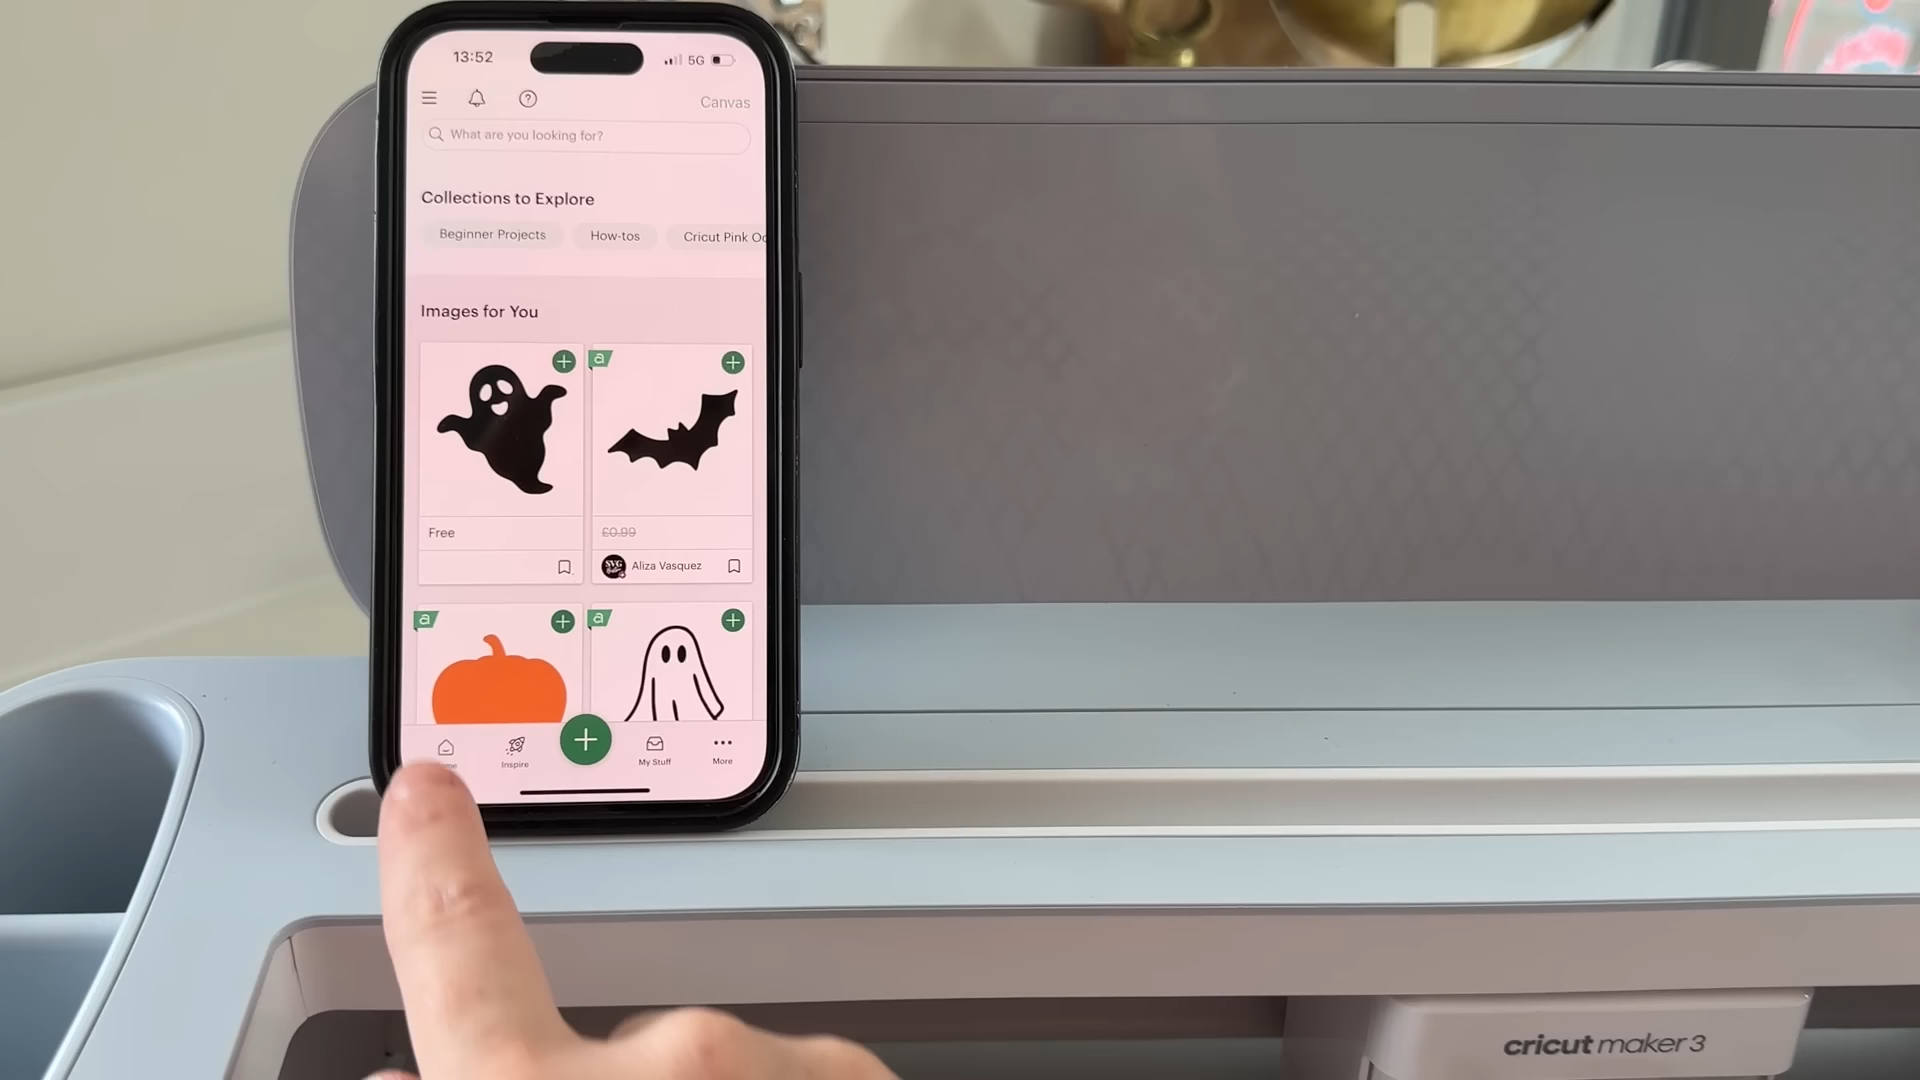 13:52
5G
Canvas
What are you looking for?
Collections to Explore
Beginner Projects
How-tos
Cricut Pink
Images for You
a
Free
£0.99
SVG
Aliza Vasquez
a
a
Inspire
My Stuff
More
cricut maker 3